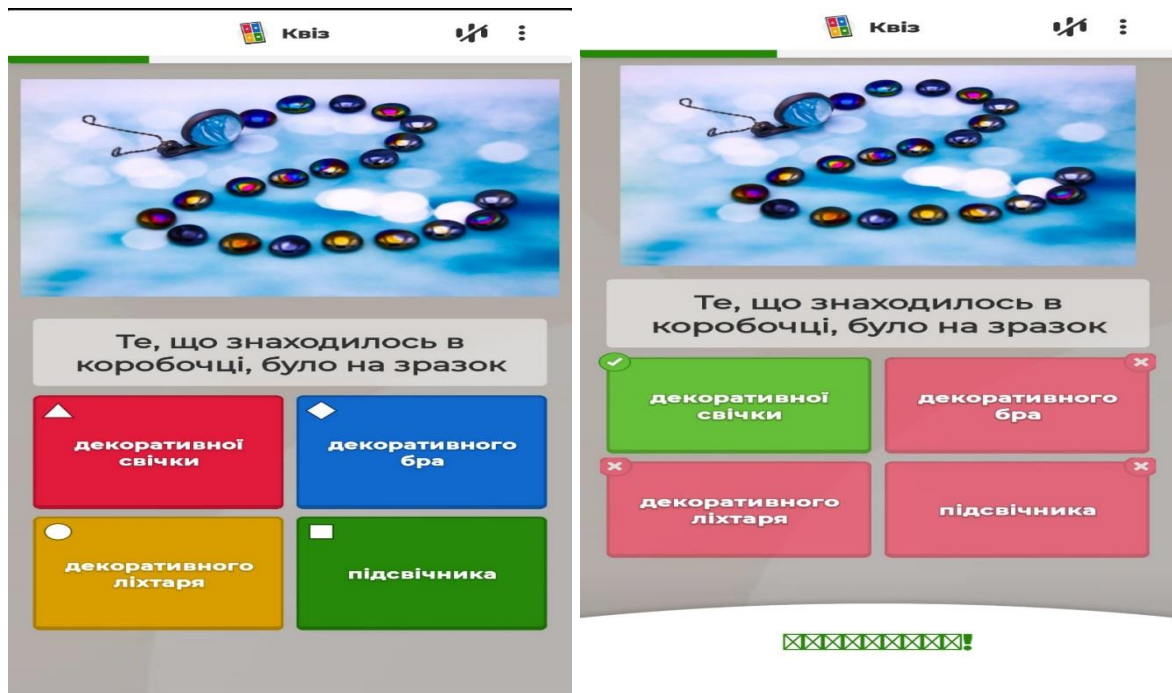 Квіз
Те, що знаходилось в
коробочці, було на зразок
декоративної
свічки
декоративного
бра
декоративного
ліхтаря
підсвічника
Квіз
Те, що знаходилось в
коробочці, було на зразок
декоративної
свічки
декоративного
бра
декоративного
ліхтаря
підсвічника